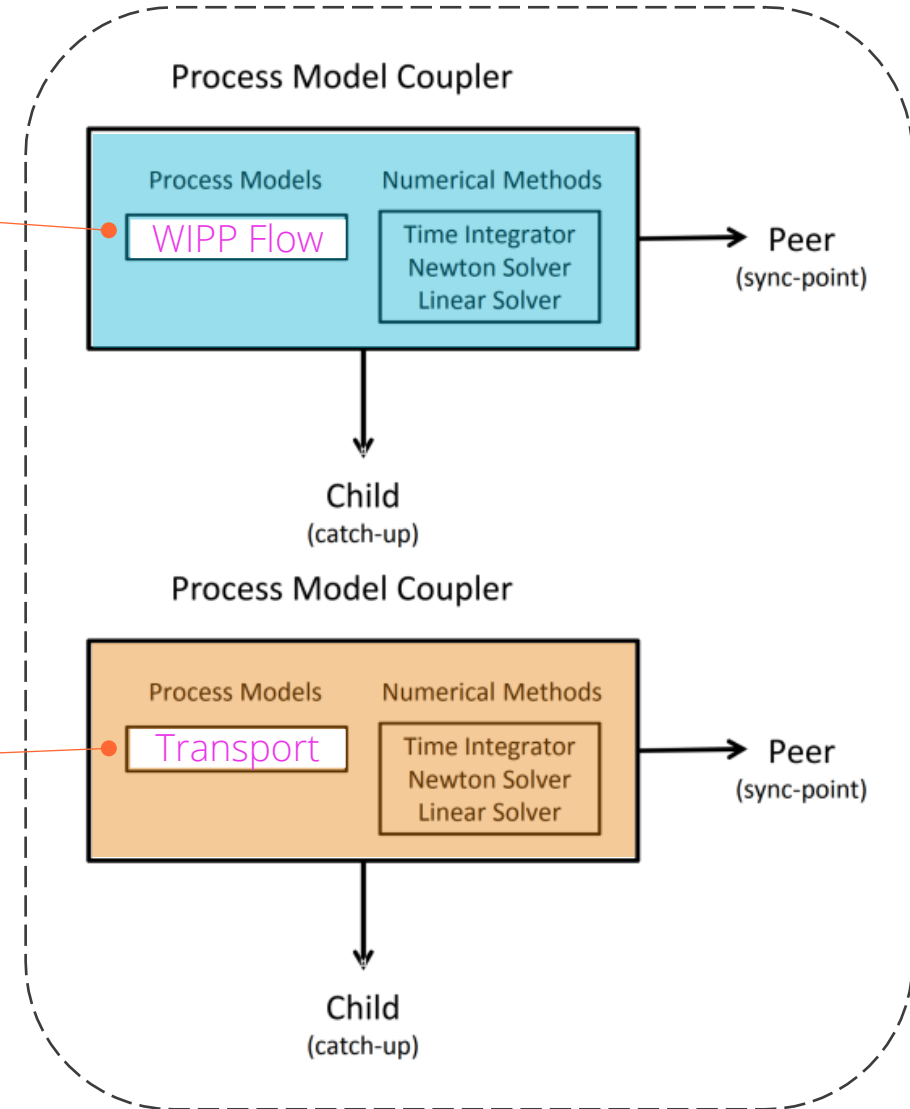 Process Model Coupler
Process Models
Numerical Methods
WIPP Flow
Time Integrator
Newton Solver
Linear Solver
Peer
(sync-point)
Child
(catch-up)
Process Model Coupler
Process Models
Numerical Methods
Transport
Time Integrator
Newton Solver
Linear Solver
Peer
(sync-point)
Child
(catch-up)